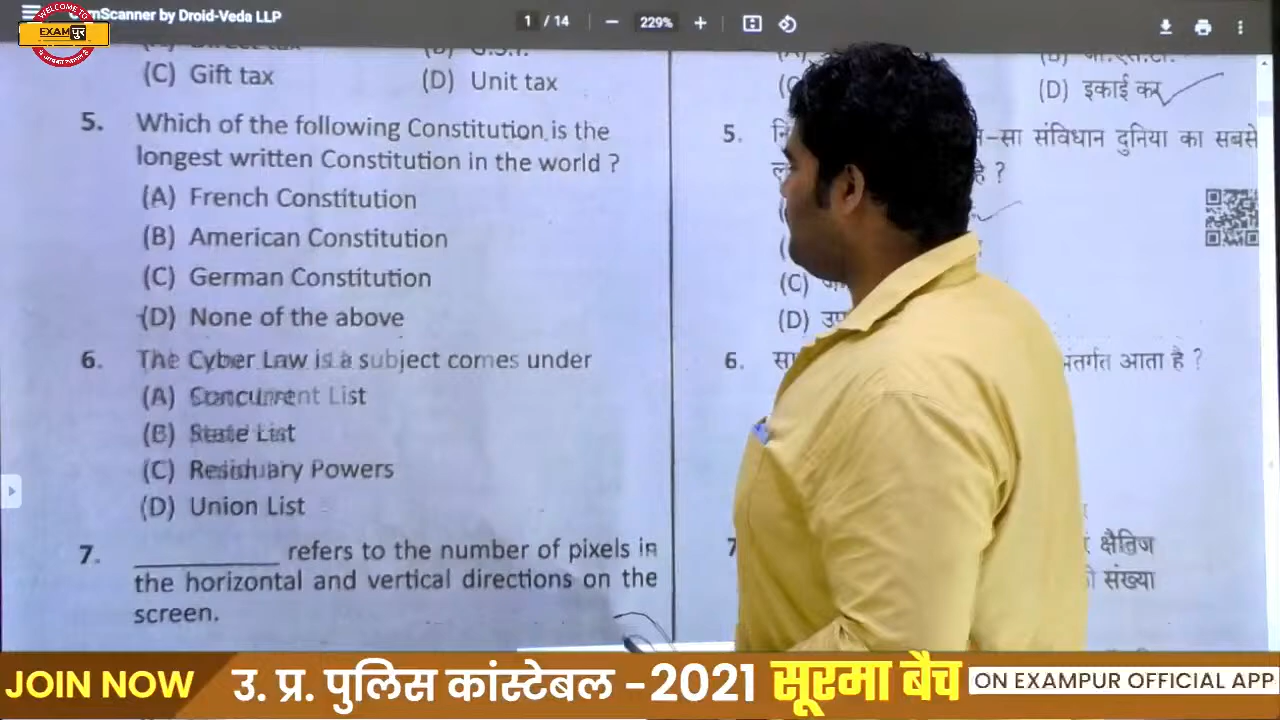 CamScanner by Droid-Veda LLP
1 / 14
229%
WELCOME TO
EXAMपुर
(C) Gift tax
(D) Unit tax
(D) इकाई कर
5. Which of the following Constitution is the
longest written Constitution in the world ?
(A) French Constitution
(B) American Constitution
(C) German Constitution
(D) None of the above
5.
सा संविधान दुनिया का सबसे
है ?
(C)
(D)
6. The Cyber Law is a subject comes under
(A) Concurrent List
(B) State List
(C) Residuary Powers
(D) Union List
6.
अंतर्गत आता है ?
7. ____________ refers to the number of pixels in
the horizontal and vertical directions on the
screen.
7
क्षैतिज
संख्या
JOIN NOW उ. प्र. पुलिस कांस्टेबल -2021 सूरमा बैच ON EXAMPUR OFFICIAL APP